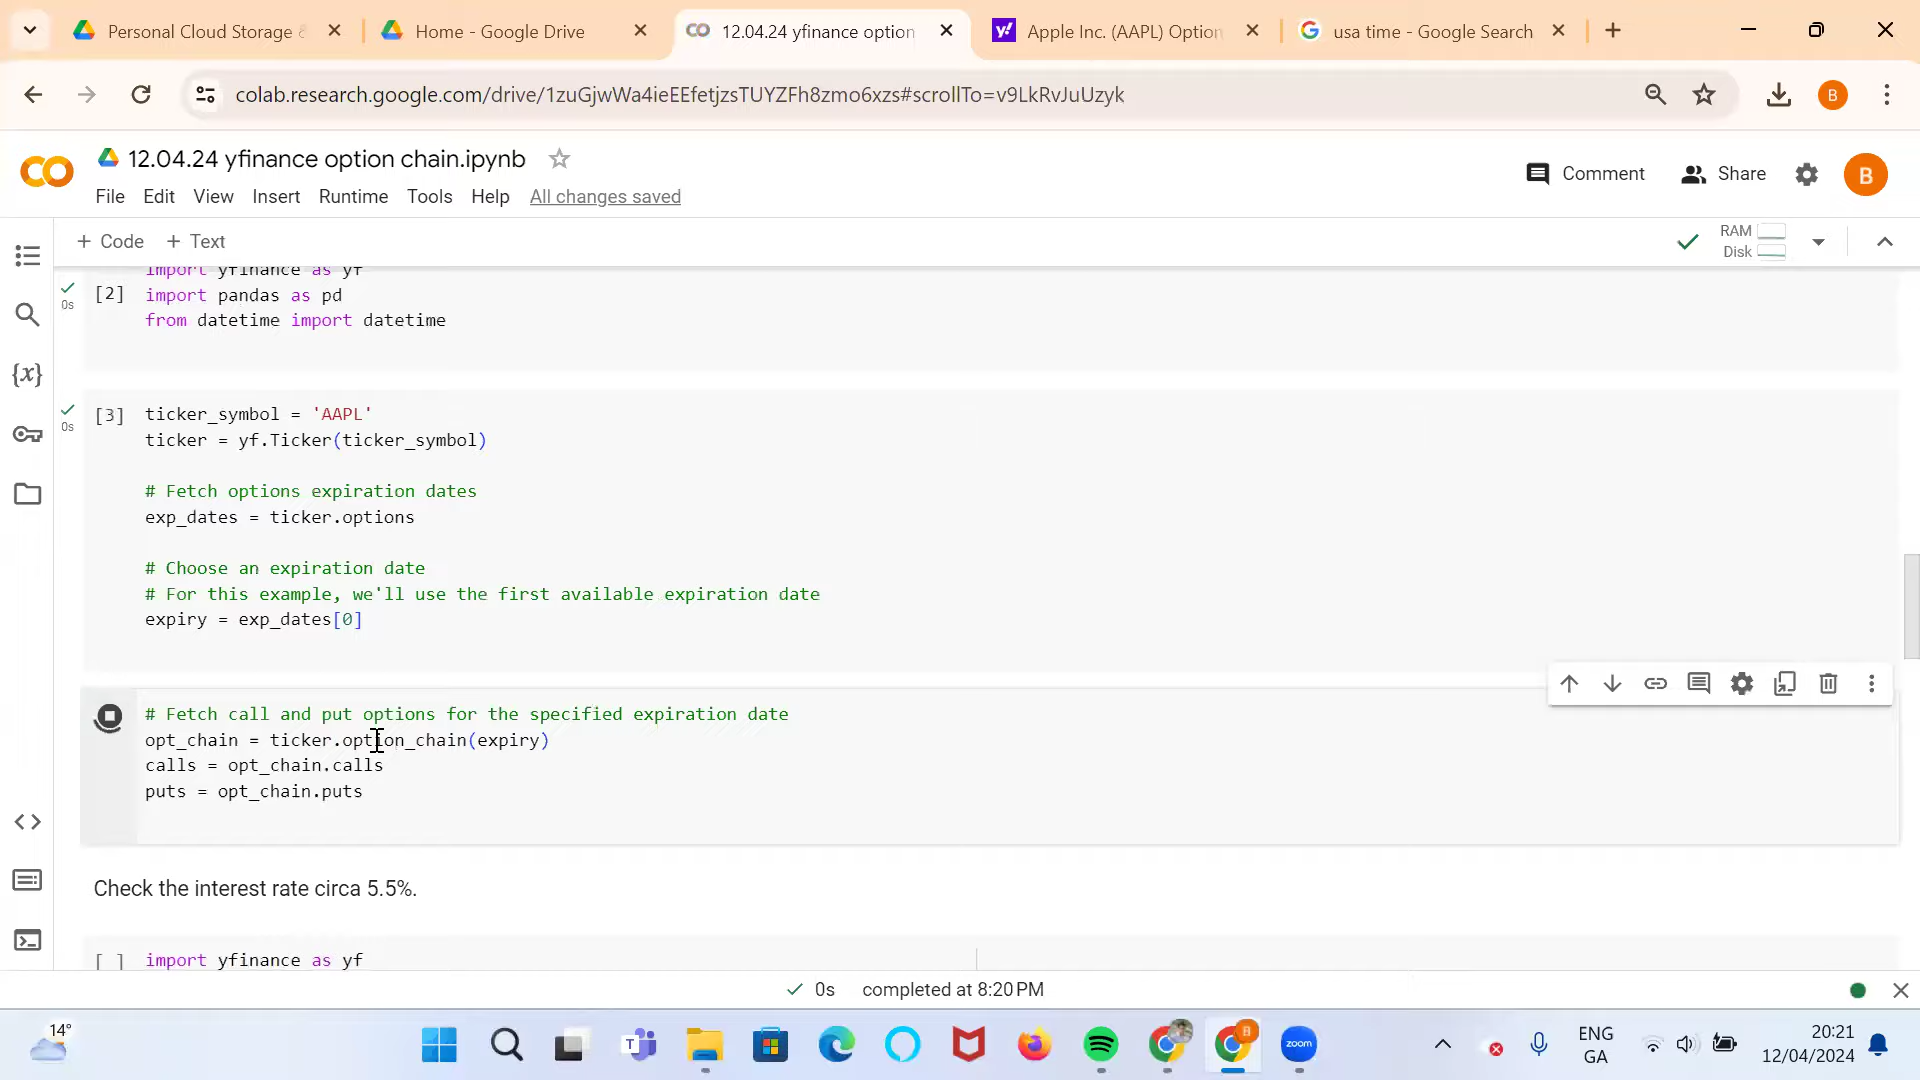 Personal Cloud Storage &
Home - Google Drive
12.04.24 yfinance option
Apple Inc. (AAPL) Option
usa time - Google Search
colab.research.google.com/drive/1zuGjwWa4ieEEfetjzsTUYZFh8zmo6xzs#scrollTo=v9LkRvJuUzyk
B
12.04.24 yfinance option chain.ipynb
Comment
Share
B
File Edit View Insert Runtime Tools Help All changes saved
+ Code + Text
RAM
Disk
import yfinance as yf
[2] import pandas as pd
0s
from datetime import datetime
[3] ticker_symbol = 'AAPL'
0s
ticker = yf.Ticker(ticker_symbol)
# Fetch options expiration dates
exp_dates = ticker.options
# Choose an expiration date
# For this example, we'll use the first available expiration date
expiry = exp_dates[0]
# Fetch call and put options for the specified expiration date
opt_chain = ticker.option_chain(expiry)
calls = opt_chain.calls
puts = opt_chain.puts
Check the interest rate circa 5.5%.
[ ] import yfinance as yf
0s completed at 8:20 PM
14°
zoom
ENG
GA
20:21
12/04/2024